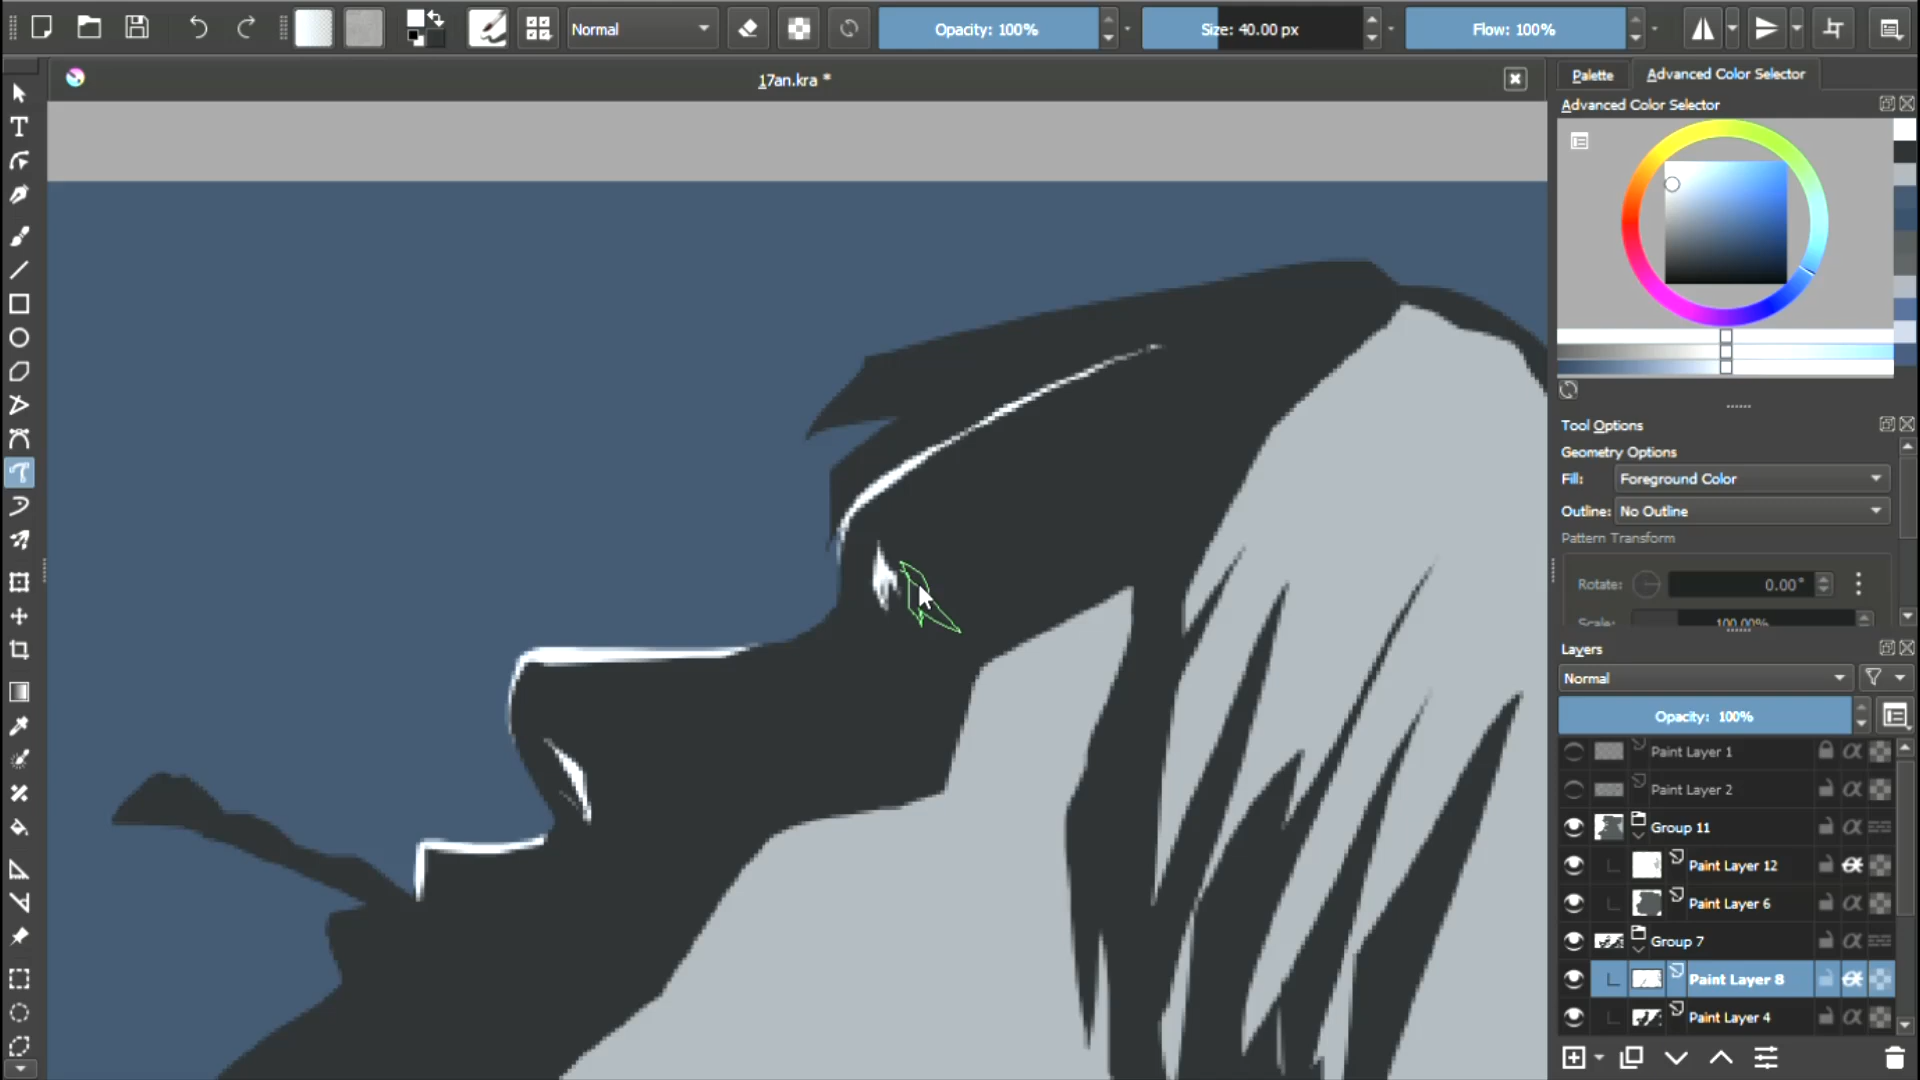 Normal
Opacity: 100%
Size: 40.00 px
Flow: 100%
17an.kra *
Palette
Advanced Color Selector
Advanced Color Selector
Tool Options
Geometry Options
Fill: Foreground Color
Outline: No Outline
Pattern Transform
Rotate: 0.00°
Scale: 100.00%
Layers
Normal
Opacity: 100%
Paint Layer 1
Paint Layer 2
Group 11
Paint Layer 12
Paint Layer 6
Group 7
Paint Layer 8
Paint Layer 4